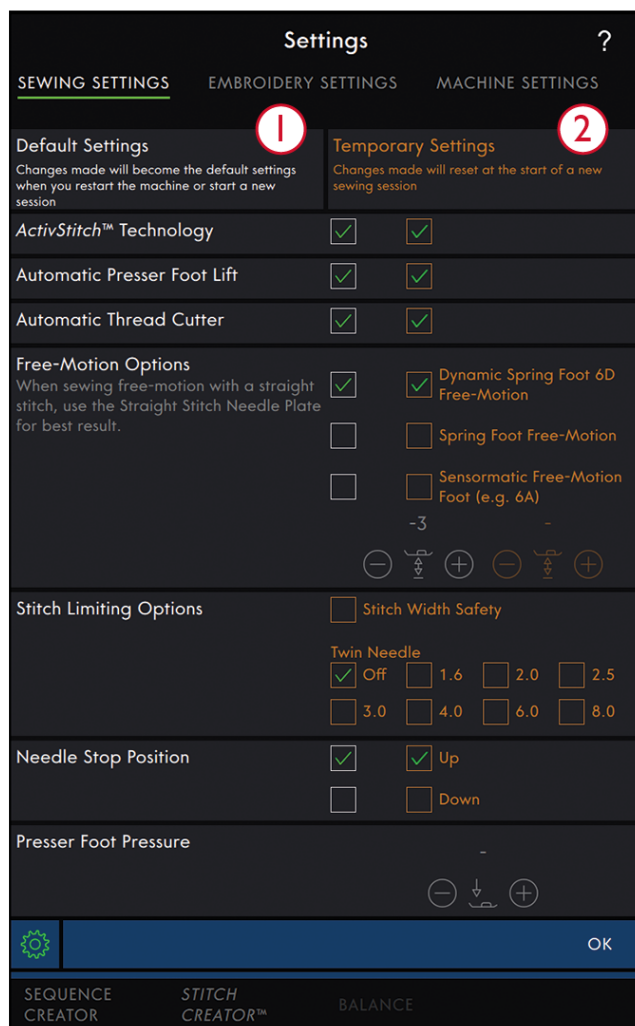 Settings
?
SEWING SETTINGS EMBROIDERY SETTINGS MACHINE SETTINGS
1 2
Default Settings
Changes made will become the default settings
when you restart the machine or start a new
session
Temporary Settings
Changes made will reset at the start of a new
sewing session
ActivStitch™ Technology
Automatic Presser Foot Lift
Automatic Thread Cutter
Free-Motion Options
When sewing free-motion with a straight
stitch, use the Straight Stitch Needle Plate
for best result.
Dynamic Spring Foot 6D
Free-Motion
Spring Foot Free-Motion
Sensormatic Free-Motion
Foot (e.g. 6A)
-3 -
Stitch Limiting Options
Stitch Width Safety
Twin Needle
Off 1.6 2.0 2.5
3.0 4.0 6.0 8.0
Needle Stop Position
Up
Down
Presser Foot Pressure
-
OK
SEQUENCE
CREATOR
STITCH
CREATOR™
BALANCE